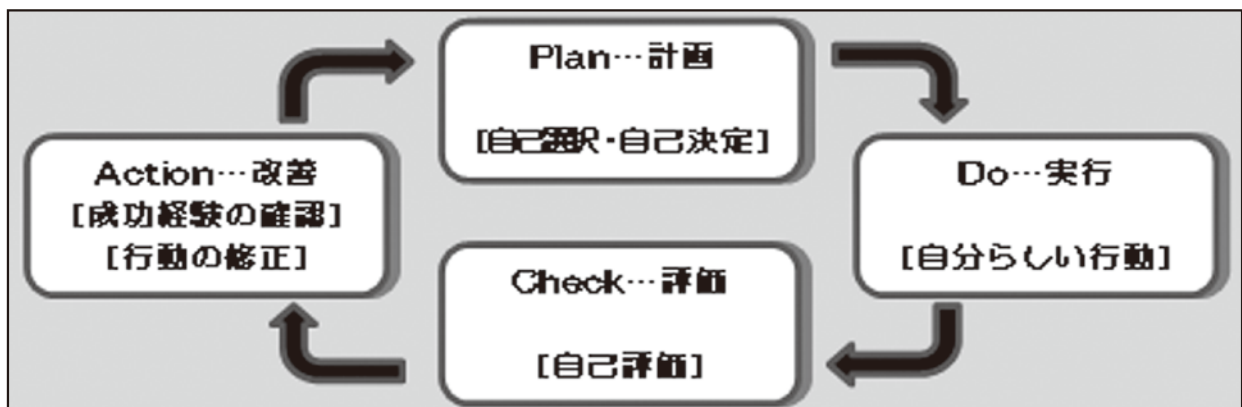 Plan…計画
[自己選択・自己決定]
Do…実行
[自分らしい行動]
Check…評価
[自己評価]
Action…改善
[成功経験の確認]
[行動の修正]